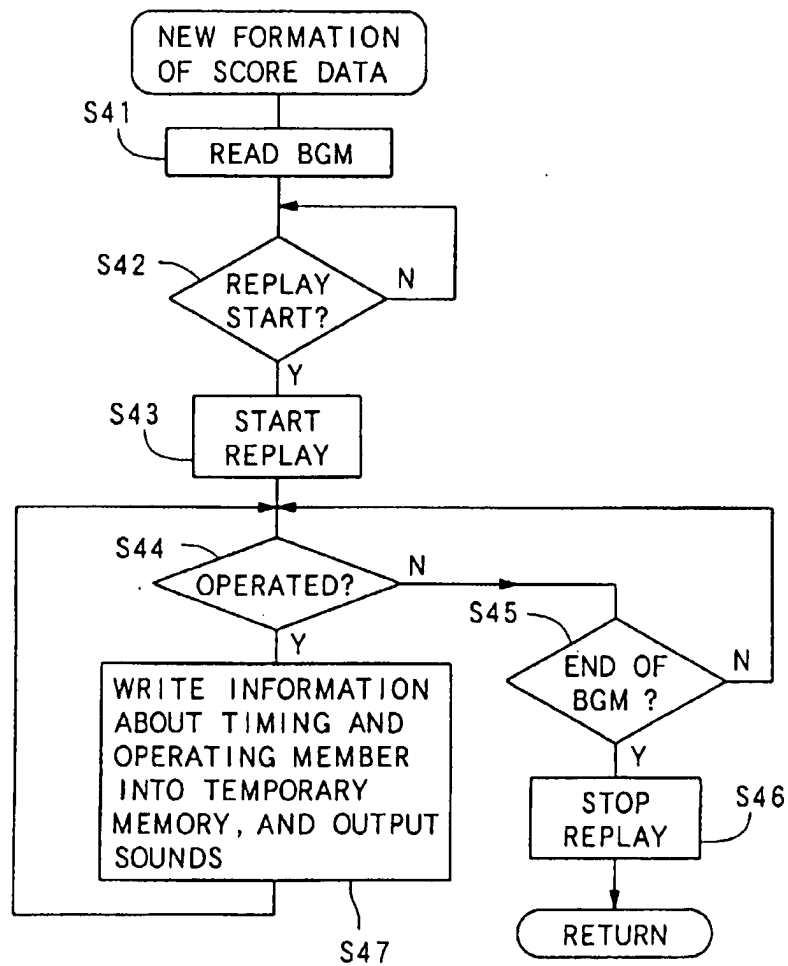 NEW FORMATION
OF SCORE DATA
S41
READ BGM
S42
REPLAY
START?
N
Y
S43
START
REPLAY
S44
OPERATED?
N
Y
S45
END OF
BGM ?
N
Y
WRITE INFORMATION
ABOUT TIMING AND
OPERATING MEMBER
INTO TEMPORARY
MEMORY, AND OUTPUT
SOUNDS
S47
STOP
REPLAY
S46
RETURN